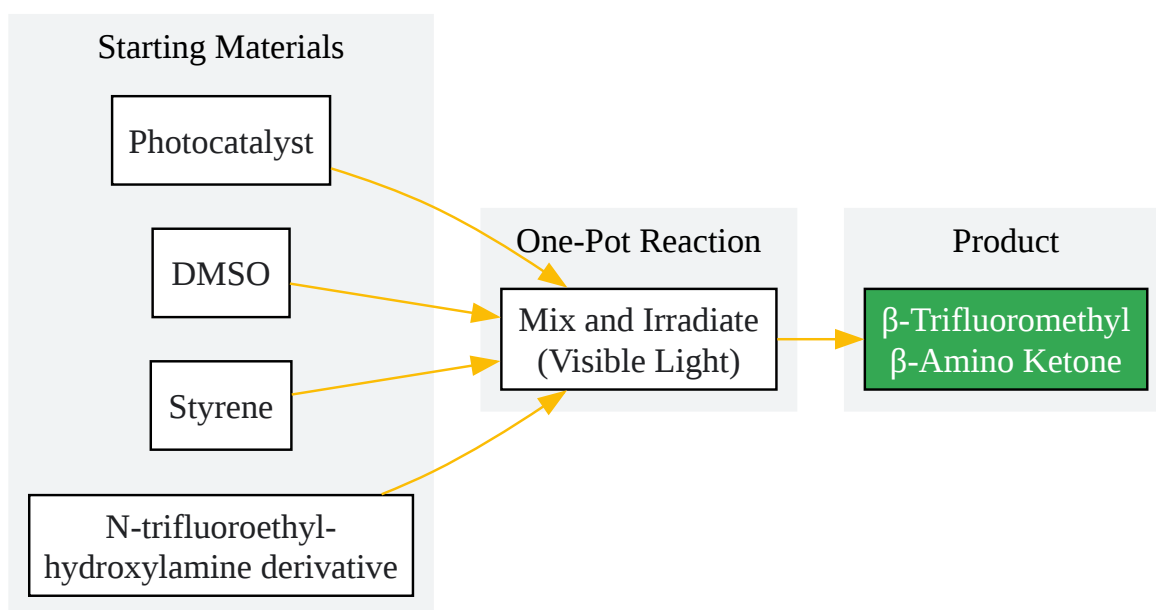 Starting Materials
Photocatalyst
DMSO
Styrene
N-trifluoroethyl-
hydroxylamine derivative
One-Pot Reaction
Mix and Irradiate
(Visible Light)
Product
β-Trifluoromethyl
β-Amino Ketone